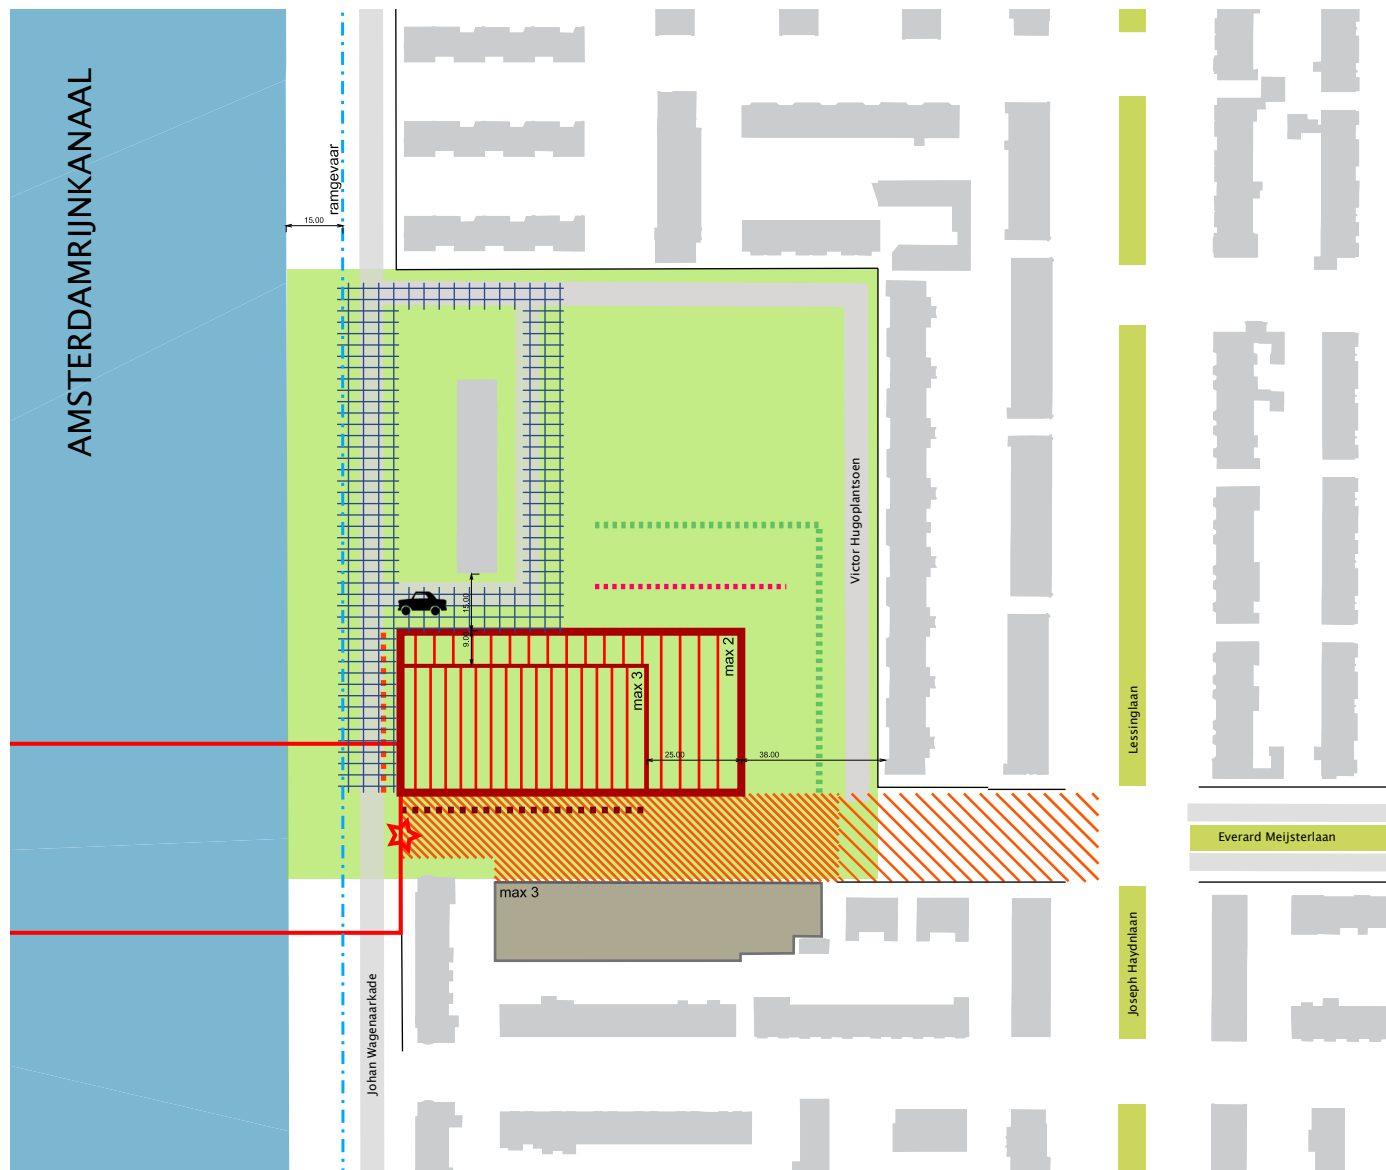 AMSTERDAMRIJNKANAAL
ramgevaar
15.00
Victor Hugoplantsoen
15.00
9.00
max 2
max 3
25.00
38.00
Lessinglaan
Everard Meijsterlaan
max 3
Joseph Haydnlaan
Johan Wagenaarkade